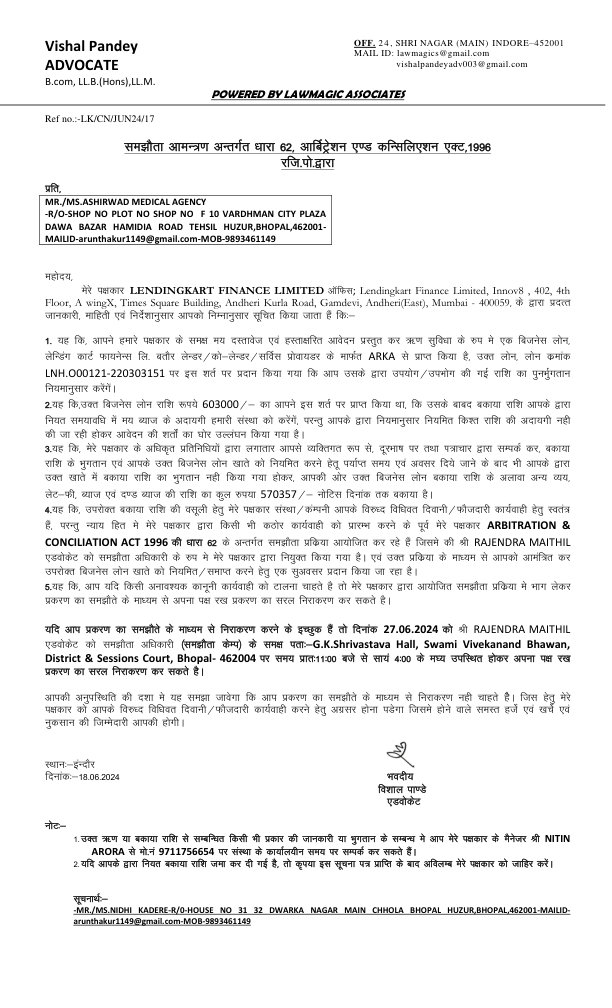 Vishal Pandey
ADVOCATE
B.com, LL.B.(Hons),LL.M.
OFF. 24, SHRI NAGAR (MAIN) INDORE–452001
MAIL ID: lawmagics@gmail.com
vishalpandeyadv003@gmail.com
POWERED BY LAWMAGIC ASSOCIATES
Ref no.:-LK/CN/JUN24/17
समझौता आमन्त्रण अन्तर्गत धारा 62, आर्बिट्रेशन एण्ड कन्सिलिएशन एक्ट,1996
रजि.पो.द्वारा
प्रति,
MR./MS.ASHIRWAD MEDICAL AGENCY
-R/O-SHOP NO PLOT NO SHOP NO F 10 VARDHMAN CITY PLAZA
DAWA BAZAR HAMIDIA ROAD TEHSIL HUZUR,BHOPAL,462001-
MAILID-arunthakur1149@gmail.com-MOB-9893461149
महोदय,
मेरे पक्षकार LENDINGKART FINANCE LIMITED ऑफिस; Lendingkart Finance Limited, Innov8 , 402, 4th
Floor, A wingX, Times Square Building, Andheri Kurla Road, Gamdevi, Andheri(East), Mumbai - 400059, के द्वारा प्रदत्त
जानकारी, माहिती एवं निर्देशानुसार आपको निम्नानुसार सूचित किया जाता हैं किः–
1. यह कि, आपने हमारे पक्षकार के समक्ष मय दस्तावेज एवं हस्ताक्षरित आवेदन प्रस्तुत कर ऋण सुविधा के रुप मे एक बिजनेस लोन,
लेन्डिंग कार्ट फायनेन्स लि. बतौर लेन्डर/को–लेन्डर/सर्विस प्रोवायडर के मार्फत ARKA से प्राप्त किया है, उक्त लोन, लोन क्रमांक
LNH.O00121-220303151 पर इस शर्त पर प्रदान किया गया कि आप उसके द्वारा उपयोग/उपभोग की गई राशि का पुनर्भुगतान
नियमानुसार करेंगें।
2.यह कि,उक्त बिजनेस लोन राशि रूपये 603000/– का आपने इस शर्त पर प्राप्त किया था, कि उसके बाबद बकाया राशि आपके द्वारा
नियत समयावधि में मय ब्याज के अदायगी हमारी संस्था को करेंगें, परन्तु आपके द्वारा नियमानुसार नियमित किश्त राशि की अदायगी नही
की जा रही होकर आवेदन की शर्तों का घोर उल्लंघन किया गया है।
3.यह कि, मेरे पक्षकार के अधिकृत प्रतिनिधियों द्वारा लगातार आपसे व्यक्तिगत रूप से, दूरभाष पर तथा पत्राचार द्वारा सम्पर्क कर, बकाया
राशि के भुगतान एवं आपके उक्त बिजनेस लोन खाते को नियमित करने हेतू पर्याप्त समय एवं अवसर दिये जाने के बाद भी आपके द्वारा
उक्त खाते में बकाया राशि का भुगतान नही किया गया होकर, आपकी ओर उक्त बिजनेस लोन बकाया राशि के अलावा अन्य व्यय,
लेट–फी, ब्याज एवं दण्ड ब्याज की राशि का कुल रुपया 570357/– नोटिस दिनांक तक बकाया है।
4.यह कि, उपरोक्त बकाया राशि की वसूली हेतु मेरे पक्षकार संस्था/कम्पनी आपके विरुध्द विधिवत दिवानी/फौजदारी कार्यवाही हेतु स्वतंत्र
हैं, परन्तु न्याय हित मे मेरे पक्षकार द्वारा किसी भी कठोर कार्यवाही को प्रारम्भ करने के पूर्व मेरे पक्षकार ARBITRATION &
CONCILIATION ACT 1996 की धारा 62 के अन्तर्गत समझौता प्रकिया आयोजित कर रहे हैं जिसमे की श्री RAJENDRA MAITHIL
एडवोकेट को समझौता अधिकारी के रुप मे मेरे पक्षकार द्वारा नियुक्त किया गया है। एवं उक्त प्रकिया के माध्यम से आपको आमंत्रित कर
उपरोक्त बिजनेस लोन खाते को नियमित/समाप्त करने हेतु एक सुअवसर प्रदान किया जा रहा है।
5.यह कि, आप यदि किसी अनावश्यक कानूनी कार्यवाही को टालना चाहते है तो मेरे पक्षकार द्वारा आयोजित समझौता प्रकिया मे भाग लेकर
प्रकरण का समझौते के माध्यम से अपना पक्ष रख प्रकरण का सरल निराकरण कर सकते है।
यदि आप प्रकरण का समझौते के माध्यम से निराकरण करने के इच्छुक हैं तो दिनांक 27.06.2024 को श्री RAJENDRA MAITHIL
एडवोकेट को समझौता अधिकारी (समझौता केम्प) के समक्ष पताः–G.K.Shrivastava Hall, Swami Vivekanand Bhawan,
District & Sessions Court, Bhopal- 462004 पर समय प्रातः11:00 बजे से सायं 4:00 के मध्य उपस्थित होकर अपना पक्ष रख
प्रकरण का सरल निराकरण कर सकते है।
आपकी अनुपस्थिति की दशा मे यह समझा जावेगा कि आप प्रकरण का समझौते के माध्यम से निराकरण नही चाहते हैं। जिस हेतु मेरे
पक्षकार को आपके विरुध्द विधिवत दिवानी/फौजदारी कार्यवाही करने हेतु अग्रसर होना पडेगा जिसमे होने वाले समस्त हर्जे एवं खर्चे एवं
नुकसान की जिम्मेदारी आपकी होगी।
स्थानः–इंन्दौर
दिनांकः–18.06.2024
भवदीय
विशाल पाण्डे
एडवोकेट
नोटः–
1.उक्त ऋण या बकाया राशि से सम्बन्धित किसी भी प्रकार की जानकारी या भुगतान के सम्बन्ध मे आप मेरे पक्षकार के मैनेजर श्री NITIN
ARORA से मो.नं 9711756654 पर संस्था के कार्यालयीन समय पर सम्पर्क कर सकते हैं।
2.यदि आपके द्वारा नियत बकाया राशि जमा कर दी गई है, तो कृपया इस सूचना पत्र प्राप्ति के बाद अविलम्ब मेरे पक्षकार को जाहिर करें।
सूचनार्थः–
-MR./MS.NIDHI KADERE-R/0-HOUSE NO 31 32 DWARKA NAGAR MAIN CHHOLA BHOPAL HUZUR,BHOPAL,462001-MAILID-
arunthakur1149@gmail.com-MOB-9893461149